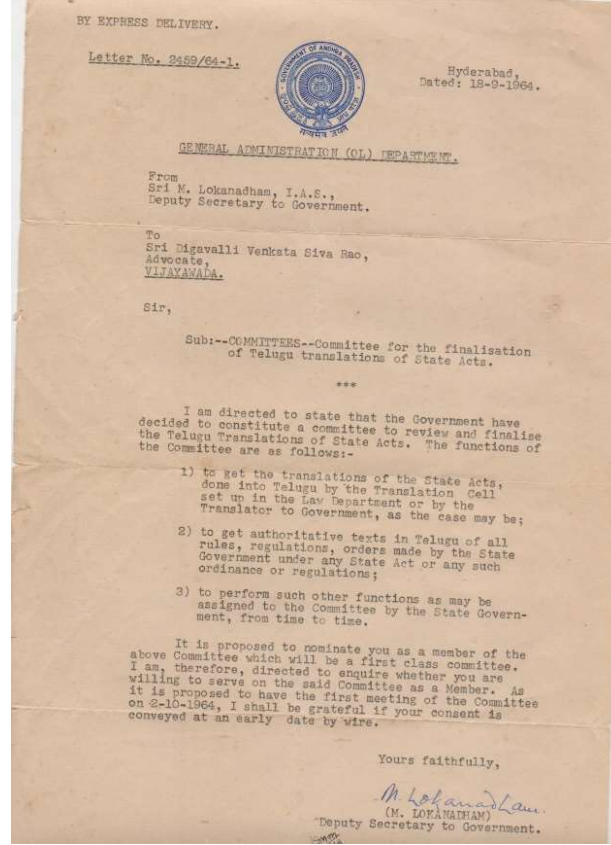 BY EXPRESS DELIVERY.
Letter No. 2459/64-1.
GOVERNMENT OF ANDHRA PRADESH
सत्यमेव जयते
Hyderabad,
Dated: 18-9-1964.
GENERAL ADMINISTRATION (OL) DEPARTMENT.
From
Sri M. Lokanadham, I.A.S.,
Deputy Secretary to Government.
To
Sri Digavalli Venkata Siva Rao,
Advocate,
VIJAYAWADA.
Sir,
Sub:--COMMITTEES--Committee for the finalisation
of Telugu translations of State Acts.
***
I am directed to state that the Government have
decided to constitute a committee to review and finalise
the Telugu Translations of State Acts. The functions of
the Committee are as follows:-
1) to get the translations of the State Acts,
done into Telugu by the Translation Cell
set up in the Law Department or by the
Translator to Government, as the case may be;
2) to get authoritative texts in Telugu of all
rules, regulations, orders made by the State
Government under any State Act or any such
ordinance or regulations;
3) to perform such other functions as may be
assigned to the Committee by the State Govern-
ment, from time to time.
It is proposed to nominate you as a member of the
above Committee which will be a first class committee.
I am, therefore, directed to enquire whether you are
willing to serve on the said Committee as a Member. As
it is proposed to have the first meeting of the Committee
on 2-10-1964, I shall be grateful if your consent is
conveyed at an early date by wire.
Yours faithfully,
M. Lokanadham.
(M. LOKANADHAM)
Deputy Secretary to Government.